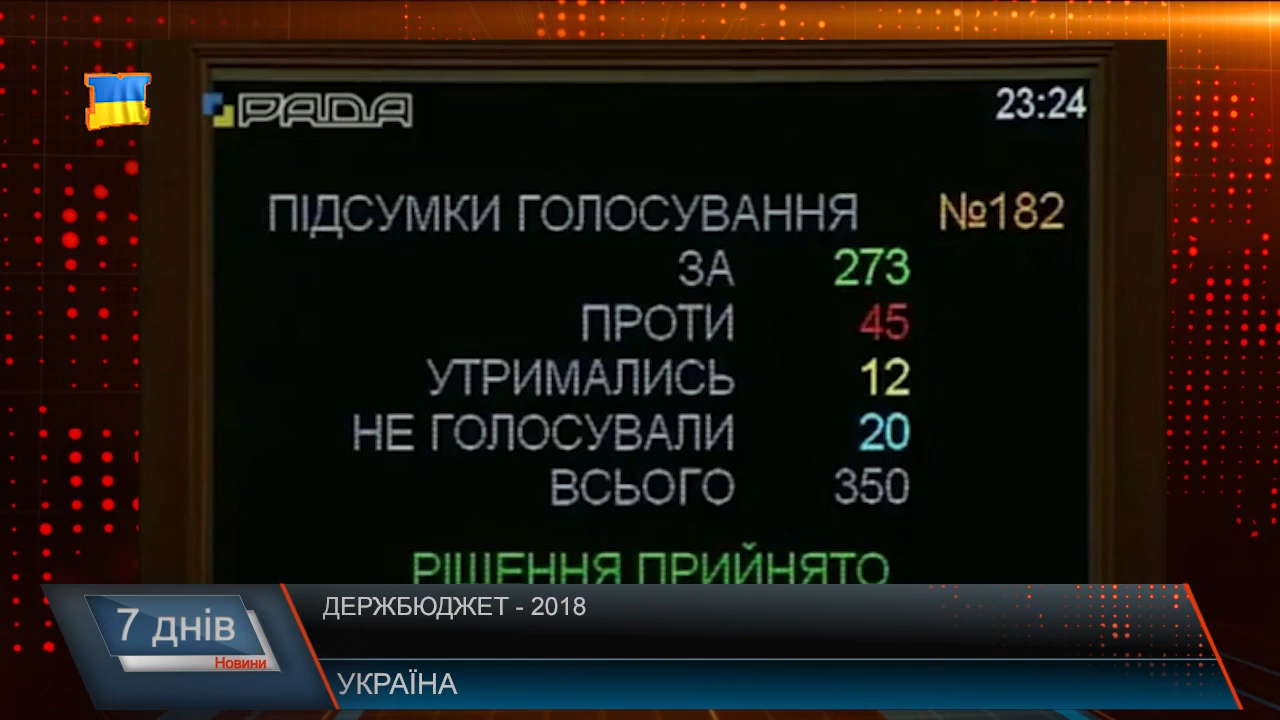 РАДА 23:24
ПІДСУМКИ ГОЛОСУВАННЯ №182
ЗА 273
ПРОТИ 45
УТРИМАЛИСЬ 12
НЕ ГОЛОСУВАЛИ 20
ВСЬОГО 350
РІШЕННЯ ПРИЙНЯТО
7 днів
Новини
ДЕРЖБЮДЖЕТ - 2018
УКРАЇНА